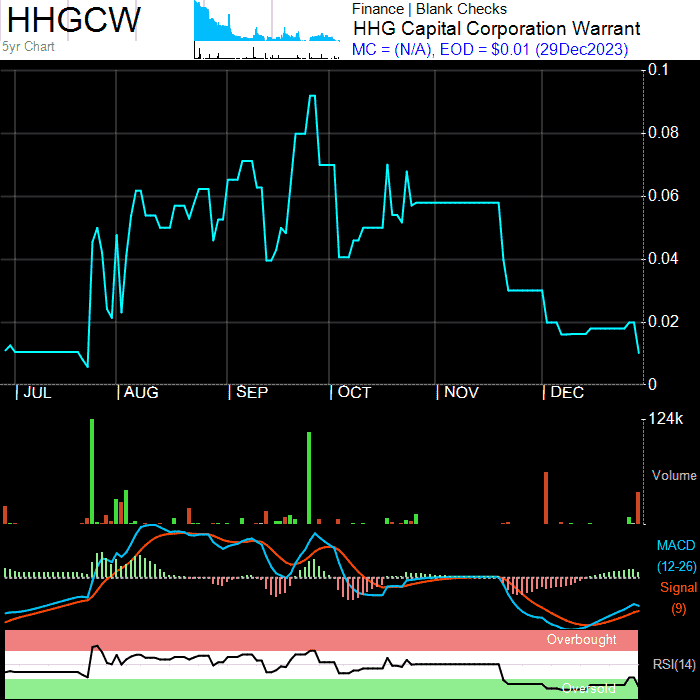 HHGCW
5yr Chart
Finance | Blank Checks
HHG Capital Corporation Warrant
MC = (N/A), EOD = $0.01 (29Dec2023)
0.1
0.08
0.06
0.04
0.02
0
JUL AUG SEP OCT NOV DEC
124k
Volume
MACD
(12-26)
Signal
(9)
Overbought
RSI(14)
Oversold